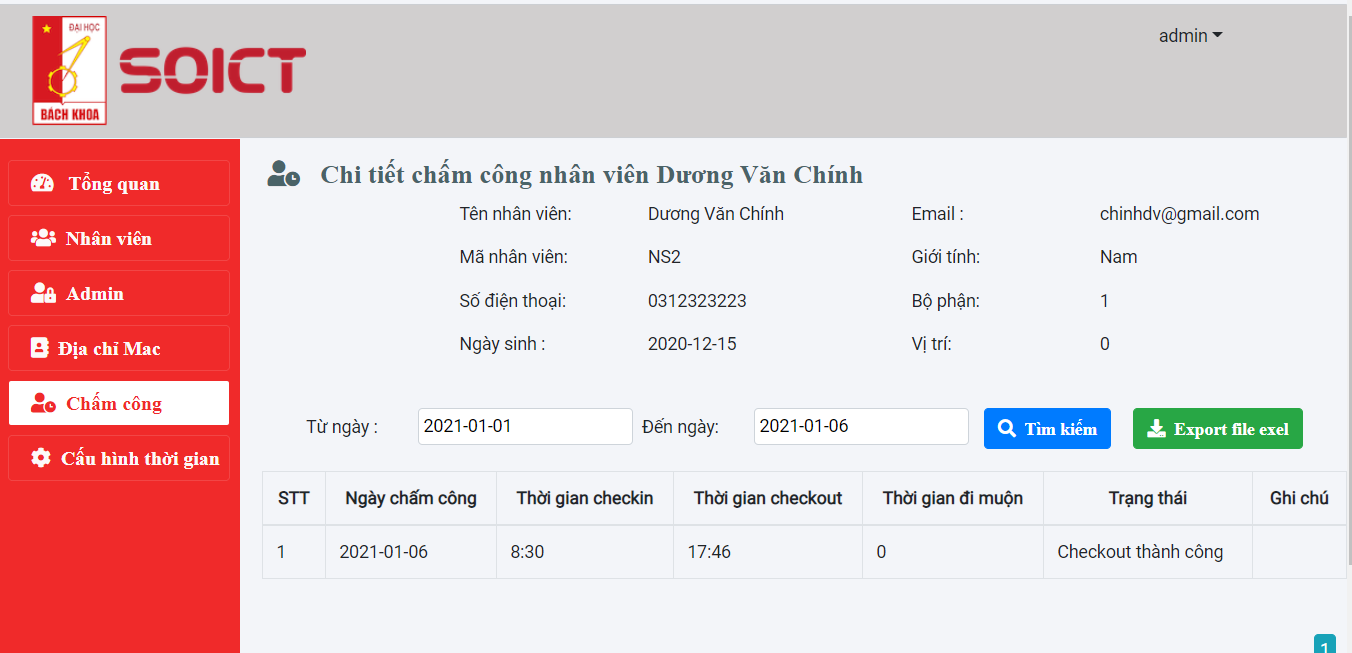 ĐẠI HỌC
BÁCH KHOA
SOICT
admin
Tổng quan
Nhân viên
Admin
Địa chỉ Mac
Chấm công
Cấu hình thời gian
Chi tiết chấm công nhân viên Dương Văn Chính
Tên nhân viên: Dương Văn Chính Email : chinhdv@gmail.com
Mã nhân viên: NS2 Giới tính: Nam
Số điện thoại: 0312323223 Bộ phận: 1
Ngày sinh : 2020-12-15 Vị trí: 0
Từ ngày : 2021-01-01 Đến ngày: 2021-01-06 Tìm kiếm Export file exel
STT Ngày chấm công Thời gian checkin Thời gian checkout Thời gian đi muộn Trạng thái Ghi chú
1 2021-01-06 8:30 17:46 0 Checkout thành công
1